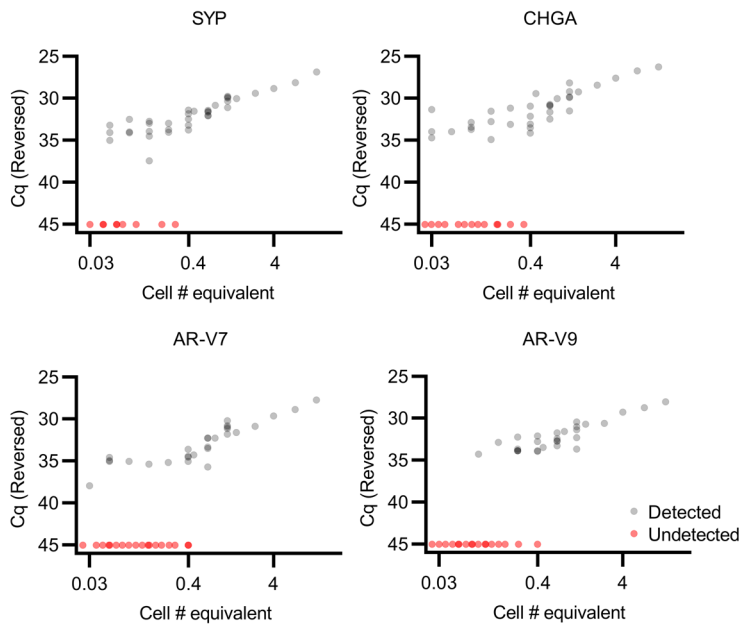 SYP
25
30
35
40
45
Cq (Reversed)
0.03
0.4
4
Cell # equivalent
CHGA
25
30
35
40
45
Cq (Reversed)
0.03
0.4
4
Cell # equivalent
AR-V7
25
30
35
40
45
Cq (Reversed)
0.03
0.4
4
Cell # equivalent
AR-V9
25
30
35
40
45
Cq (Reversed)
0.03
0.4
4
Cell # equivalent
Detected
Undetected